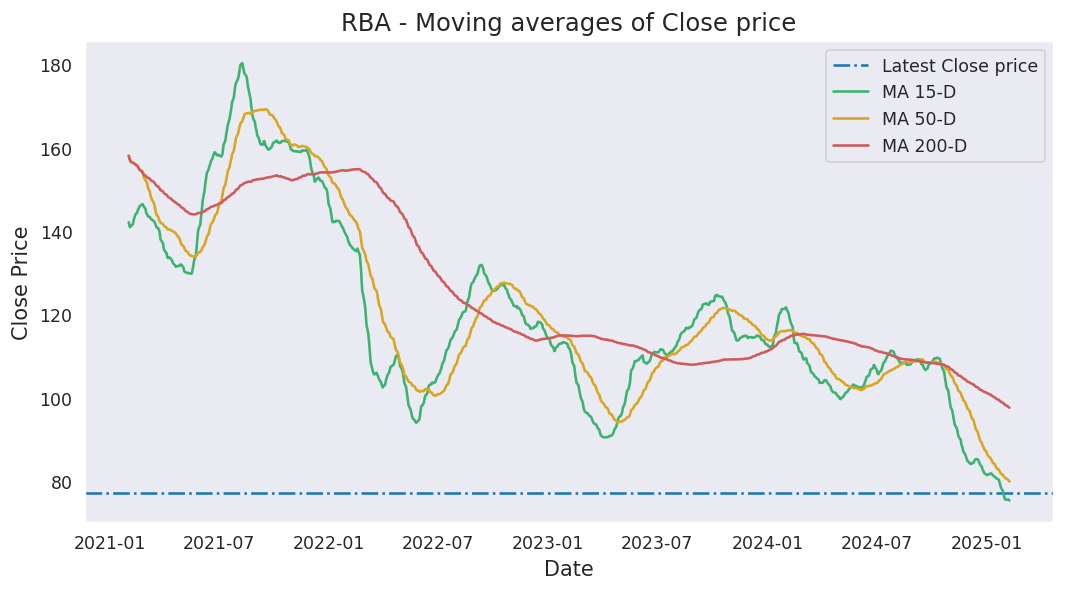 RBA - Moving averages of Close price
Latest Close price
MA 15-D
MA 50-D
MA 200-D
Close Price
180
160
140
120
100
80
2021-01 2021-07 2022-01 2022-07 2023-01 2023-07 2024-01 2024-07 2025-01
Date